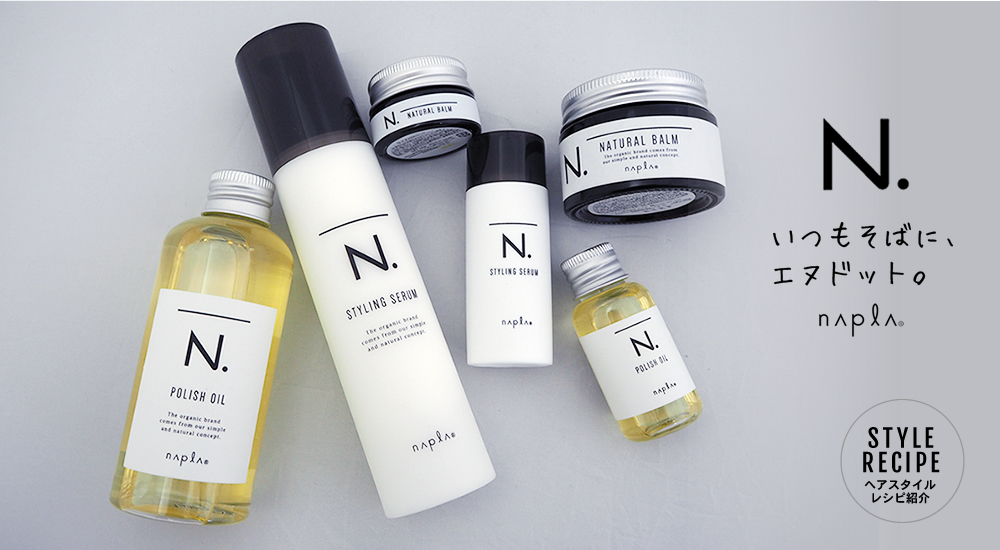 N.
POLISH OIL
The organic brand
comes from our simple
and natural concept.
napla®
N.
STYLING SERUM
The organic brand
comes from our simple
and natural concept.
napla®
N.
NATURAL BALM
N.
STYLING SERUM
napla®
N.
NATURAL BALM
The organic brand comes from
our simple and natural concept.
napla®
N.
POLISH OIL
napla®
N.
いつもそばに、
エヌドット。
napla®
STYLE
RECIPE
ヘアスタイル
レシピ紹介